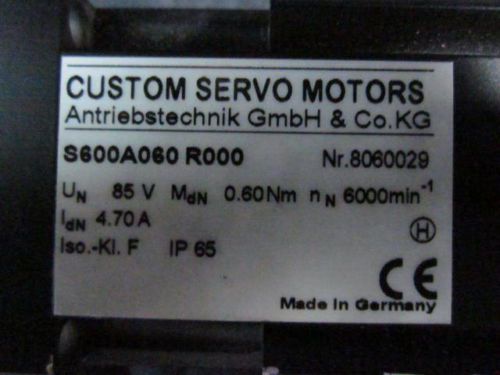 CUSTOM SERVO MOTORS
Antriebstechnik GmbH & Co.KG
S600A060 R000 Nr.8060029
UN 85 V MdN 0.60Nm nN 6000min-1
IdN 4.70A
H
Iso.-Kl. F IP 65
CE
Made In Germany